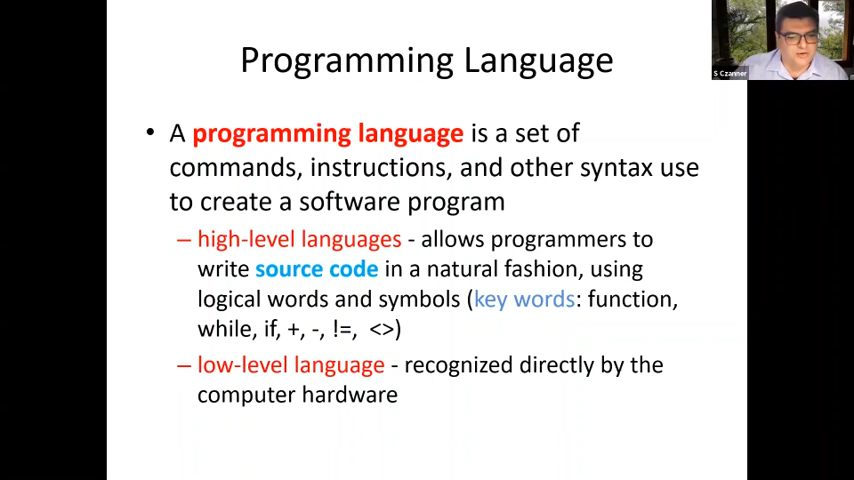 Programming Language
S Czanner
• A programming language is a set of
commands, instructions, and other syntax use
to create a software program
– high-level languages - allows programmers to
write source code in a natural fashion, using
logical words and symbols (key words: function,
while, if, +, -, !=, <>)
– low-level language - recognized directly by the
computer hardware